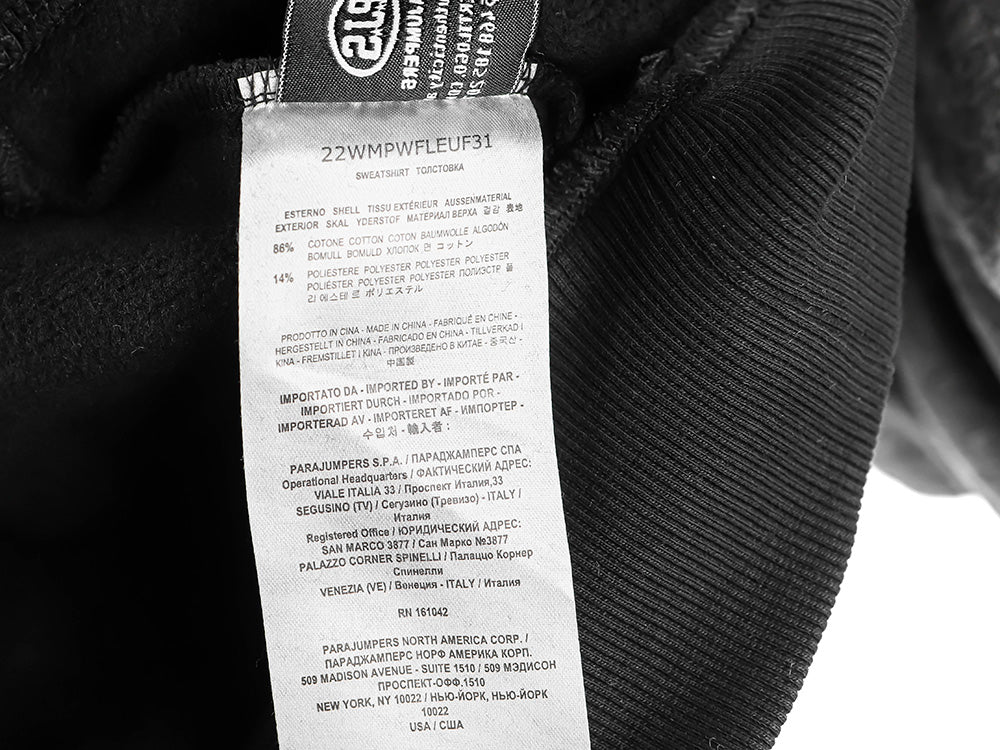 PJS
JUMPERS
22WMPWFLEUF31
SWEATSHIRT ТОЛСТОВКА
ESTERNO SHELL TISSU EXTÉRIEUR AUSSENMATERIAL
EXTERIOR SKAL YDERSTOF МАТЕРИАЛ ВЕРХА 겉감 表地
86% COTONE COTTON COTON BAUMWOLLE ALGODÓN
BOMULL BOMULD ХЛОПОК 면 コットン
14% POLIESTERE POLYESTER POLYESTER POLYESTER
POLIÉSTER POLYESTER POLYESTER ПОЛИЭСТР 폴
리에스테르 ポリエステル
PRODOTTO IN CINA - MADE IN CHINA - FABRIQUÉ EN CHINE -
HERGESTELLT IN CHINA - FABRICADO EN CHINA - TILLVERKAD I
KINA - FREMSTILLET I KINA - ПРОИЗВЕДЕНО В КИТАЕ - 중국산 -
中国製
IMPORTATO DA - IMPORTED BY - IMPORTÉ PAR -
IMPORTIERT DURCH - IMPORTADO POR -
IMPORTERAD AV - IMPORTERET AF - ИМПОРТЕР -
수입처 - 輸入者 :
PARAJUMPERS S.P.A. / ПАРАДЖАМПЕРС СПА
Operational Headquarters / ФАКТИЧЕСКИЙ АДРЕС:
VIALE ITALIA 33 / Проспект Италия,33
SEGUSINO (TV) / Сегузино (Тревизо) - ITALY /
Италия
Registered Office / ЮРИДИЧЕСКИЙ АДРЕС:
SAN MARCO 3877 / Сан Марко №3877
PALAZZO CORNER SPINELLI / Палаццо Корнер
Спинелли
VENEZIA (VE) / Венеция - ITALY / Италия
RN 161042
PARAJUMPERS NORTH AMERICA CORP. /
ПАРАДЖАМПЕРС НОРФ АМЕРИКА КОРП.
509 MADISON AVENUE - SUITE 1510 / 509 МЭДИСОН
ПРОСПЕКТ-ОФФ.1510
NEW YORK, NY 10022 / НЬЮ-ЙОРК, НЬЮ-ЙОРК
10022
USA / США